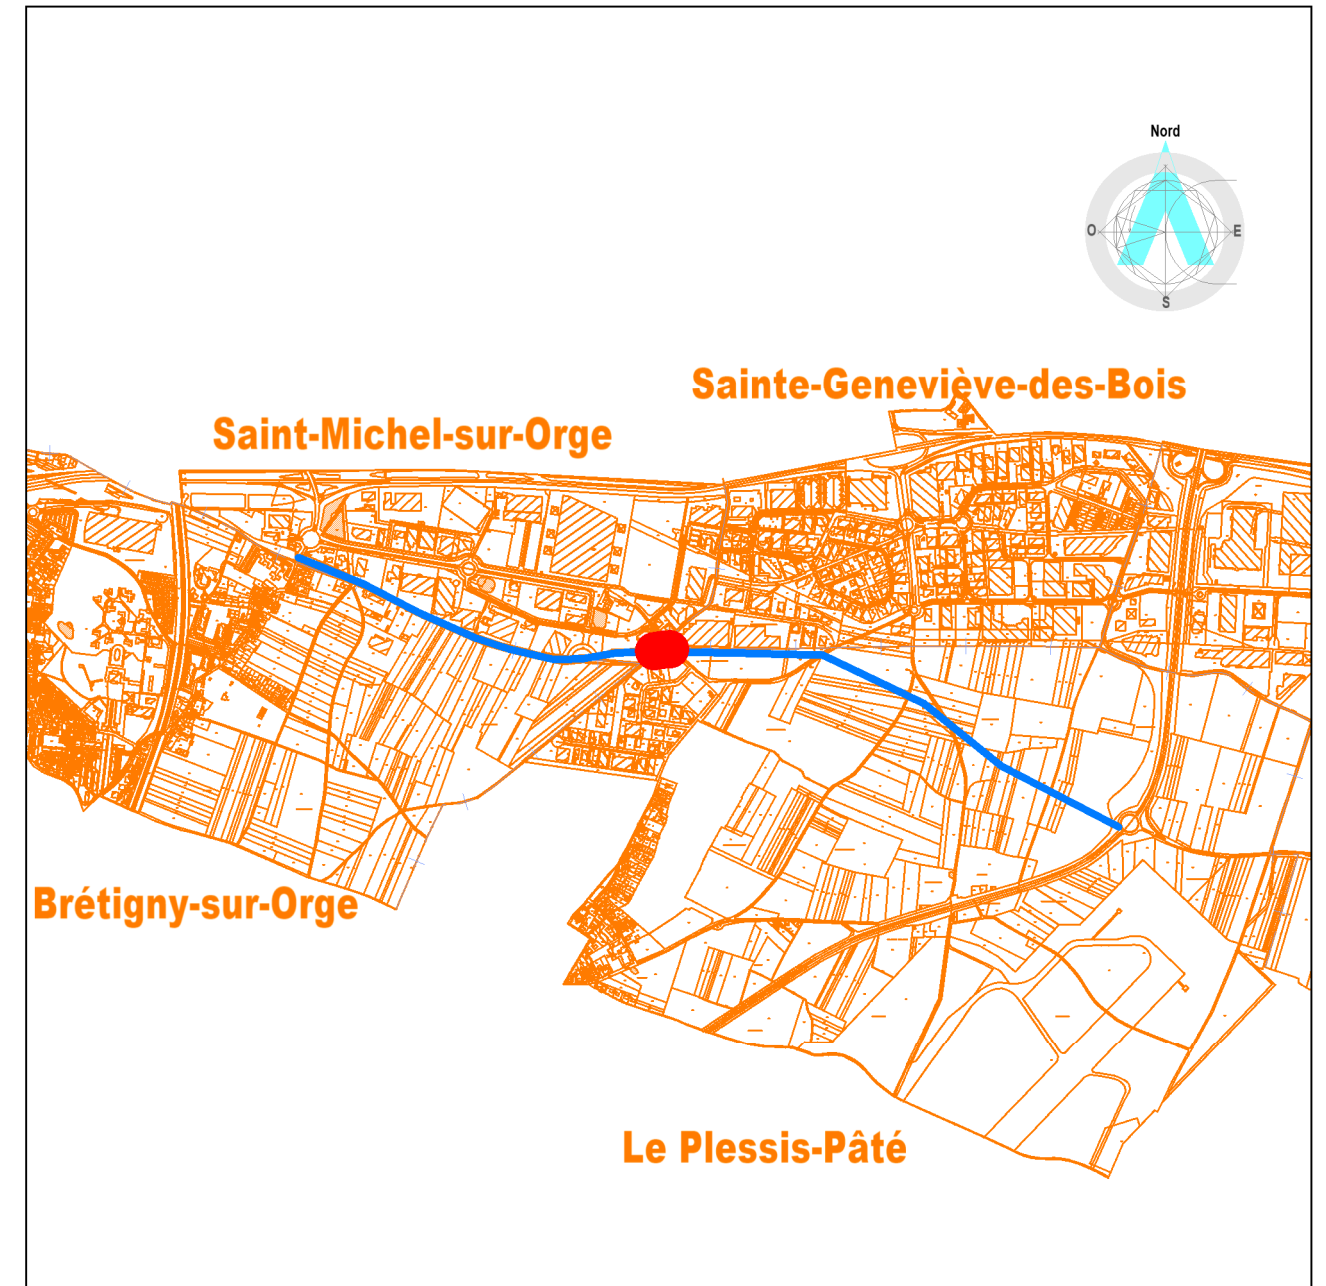 Nord
O
E
S
Sainte-Geneviève-des-Bois
Saint-Michel-sur-Orge
Brétigny-sur-Orge
Le Plessis-Pâté